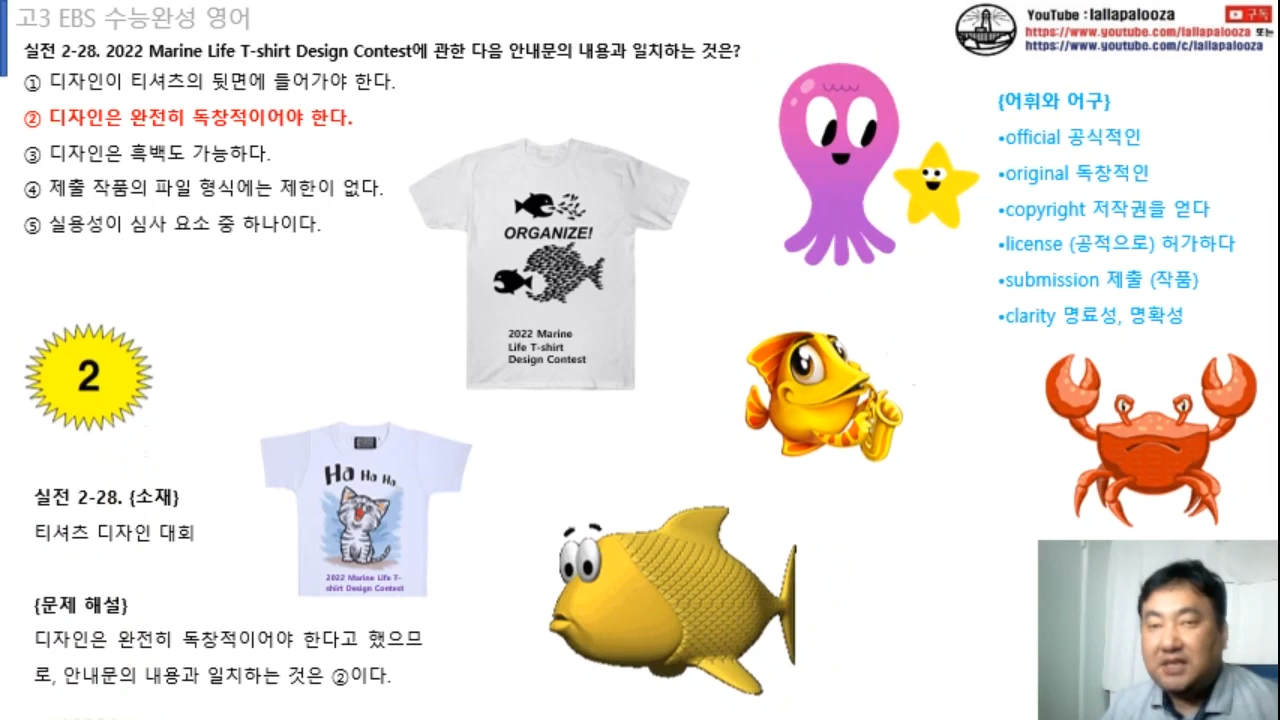 고3 EBS 수능완성 영어
YouTube : lallapalooza
구독
https://www.youtube.com/lallapalooza 또는
https://www.youtube.com/c/lallapalooza
실전 2-28. 2022 Marine Life T-shirt Design Contest에 관한 다음 안내문의 내용과 일치하는 것은?
① 디자인이 티셔츠의 뒷면에 들어가야 한다.
② 디자인은 완전히 독창적이어야 한다.
③ 디자인은 흑백도 가능하다.
④ 제출 작품의 파일 형식에는 제한이 없다.
⑤ 실용성이 심사 요소 중 하나이다.
ORGANIZE!
2022 Marine
Life T-shirt
Design Contest
{어휘와 어구}
•official 공식적인
•original 독창적인
•copyright 저작권을 얻다
•license (공적으로) 허가하다
•submission 제출 (작품)
•clarity 명료성, 명확성
2
실전 2-28. {소재}
티셔츠 디자인 대회
Ha Ha Ha
2022 Marine Life T-
shirt Design Contest
{문제 해설}
디자인은 완전히 독창적이어야 한다고 했으므
로, 안내문의 내용과 일치하는 것은 ②이다.